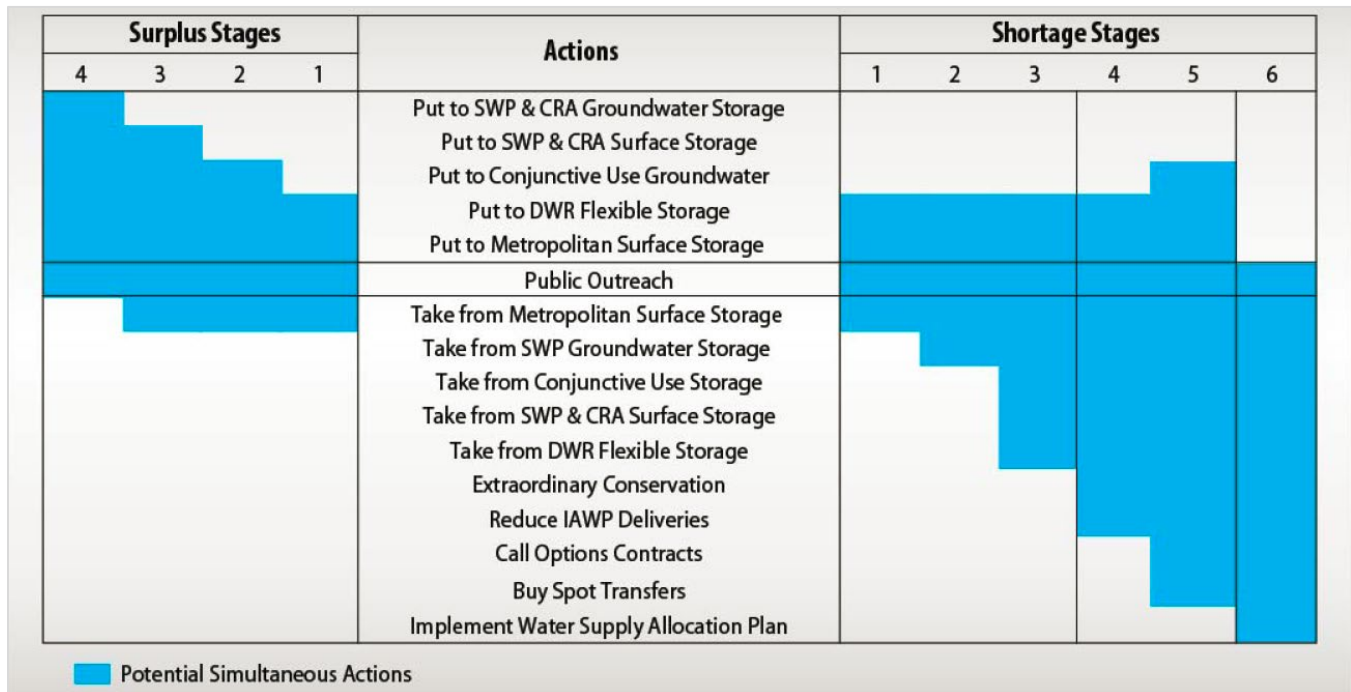 Surplus Stages
Actions
Shortage Stages
4 3 2 1
1 2 3 4 5 6
Put to SWP & CRA Groundwater Storage
Put to SWP & CRA Surface Storage
Put to Conjunctive Use Groundwater
Put to DWR Flexible Storage
Put to Metropolitan Surface Storage
Public Outreach
Take from Metropolitan Surface Storage
Take from SWP Groundwater Storage
Take from Conjunctive Use Storage
Take from SWP & CRA Surface Storage
Take from DWR Flexible Storage
Extraordinary Conservation
Reduce IAWP Deliveries
Call Options Contracts
Buy Spot Transfers
Implement Water Supply Allocation Plan
Potential Simultaneous Actions